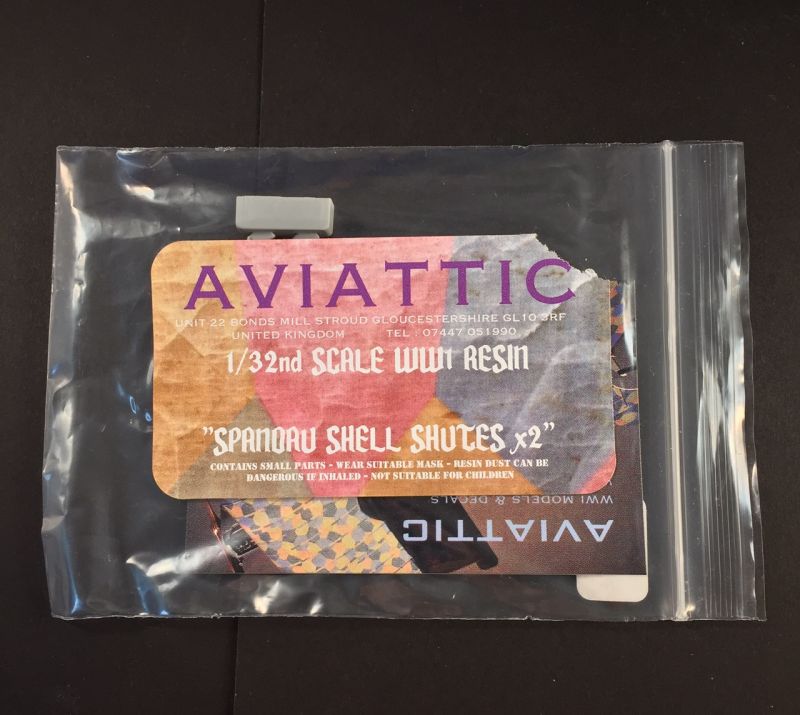 AVIATTIC
UNIT 22 BONDS MILL STROUD GLOUCESTERSHIRE GL10 3RF
UNITED KINGDOM TEL: 07447 051990
1/32nd SCALE WW1 RESIN
"SPANDAU SHELL SHUTES x2"
CONTAINS SMALL PARTS - WEAR SUITABLE MASK - RESIN DUST CAN BE
DANGEROUS IF INHALED - NOT SUITABLE FOR CHILDREN
AVIATTIC
WW1 MODELS & DECALS